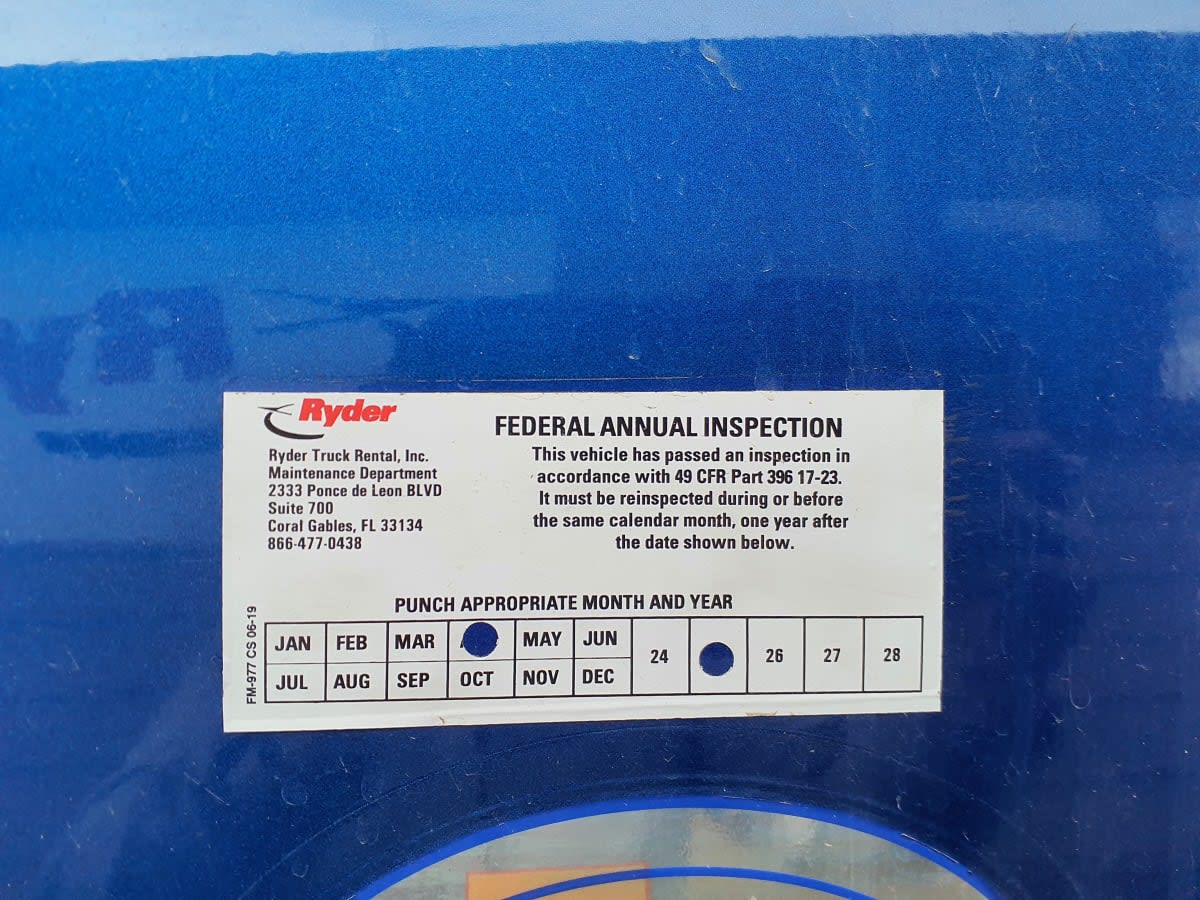 Ryder
Ryder Truck Rental, Inc.
Maintenance Department
2333 Ponce de Leon BLVD
Suite 700
Coral Gables, FL 33134
866-477-0438
FEDERAL ANNUAL INSPECTION
This vehicle has passed an inspection in
accordance with 49 CFR Part 396 17-23.
It must be reinspected during or before
the same calendar month, one year after
the date shown below.
PUNCH APPROPRIATE MONTH AND YEAR
JAN FEB MAR MAY JUN
JUL AUG SEP OCT NOV DEC
24 26 27 28
FM-977 CS 06-19